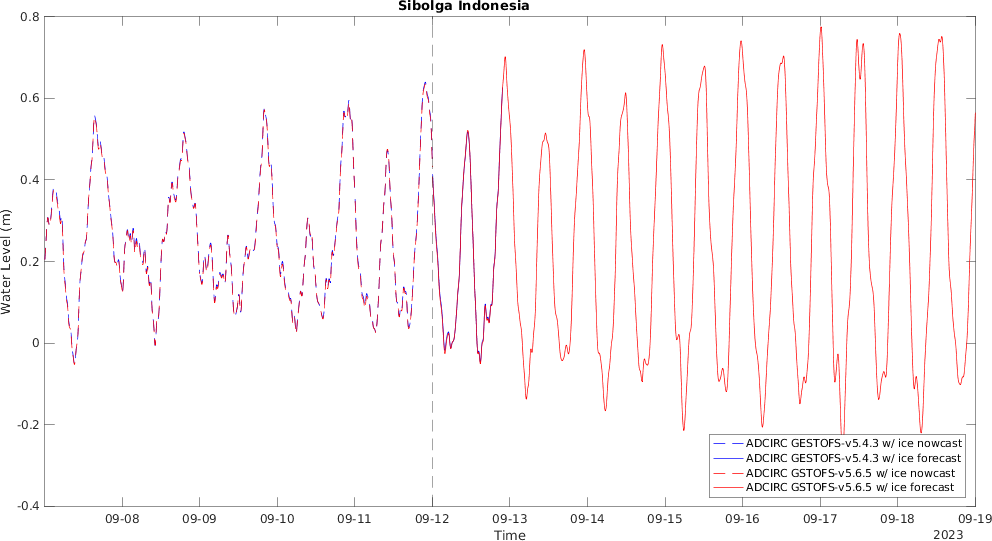 Sibolga Indonesia
0.8
0.6
0.4
0.2
0
-0.2
-0.4
Water Level (m)
ADCIRC GESTOFS-v5.4.3 w/ ice nowcast
ADCIRC GESTOFS-v5.4.3 w/ ice forecast
ADCIRC GSTOFS-v5.6.5 w/ ice nowcast
ADCIRC GSTOFS-v5.6.5 w/ ice forecast
09-08 09-09 09-10 09-11 09-12 09-13 09-14 09-15 09-16 09-17 09-18 09-19
Time
2023